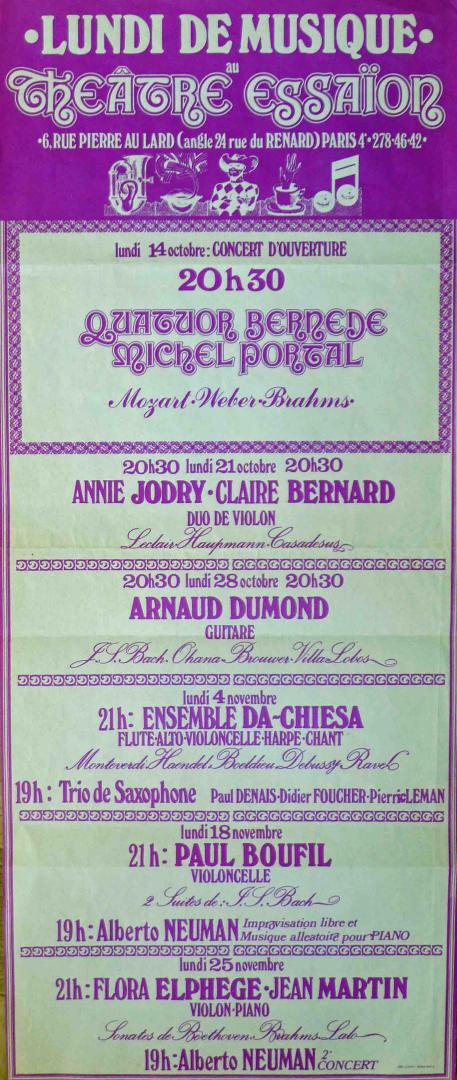 •LUNDI DE MUSIQUE•
au
THEÂTRE ESSAÏON
•6, RUE PIERRE AU LARD (angle 24 rue du RENARD) PARIS 4e•278•46•42•
lundi 14 octobre: CONCERT D'OUVERTURE
20h30
QUATUOR BERNEDE
MICHEL PORTAL
Mozart•Weber•Brahms•
20h30 lundi 21 octobre 20h30
ANNIE JODRY•CLAIRE BERNARD
DUO DE VIOLON
Leclair•Haupmann•Casadesus
20h30 lundi 28 octobre 20h30
ARNAUD DUMOND
GUITARE
J.S.Bach•Ohana•Brouwer•Villa Lobos
lundi 4 novembre
21h: ENSEMBLE DA-CHIESA
FLUTE•ALTO•VIOLONCELLE•HARPE•CHANT
Monteverdi•Haendel•Boeldieu•Debussy•Ravel
19h: Trio de Saxophone Paul DENAIS•Didier FOUCHER•Pierric LEMAN
lundi 18 novembre
21h: PAUL BOUFIL
VIOLONCELLE
2 Suites de: J.S.Bach
19h: Alberto NEUMAN Improvisation libre et
Musique alleatoire pour PIANO
lundi 25 novembre
21h: FLORA ELPHEGE•JEAN MARTIN
VIOLON•PIANO
Sonates de Beethoven•Brahms•Lalo
19h: Alberto NEUMAN 2e CONCERT